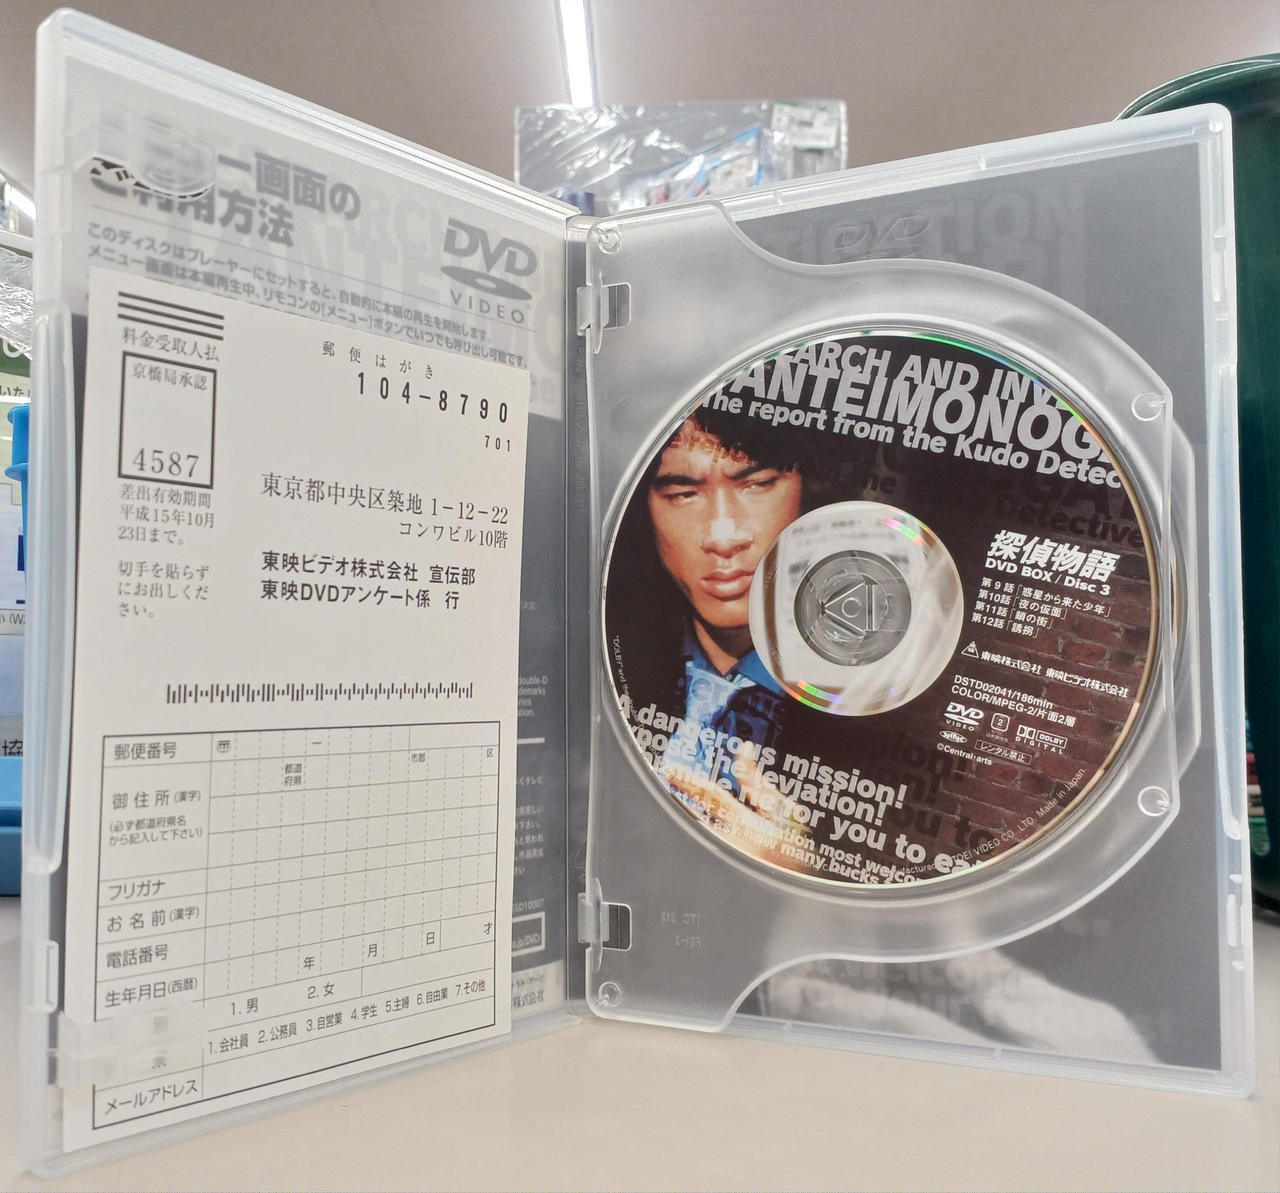 ー画面の
ご利用方法
このディスクはプレーヤーにセットすると、自動的に本編の再生を開始します。
メニュー画面は本編再生中、リモコンの[メニュー]ボタンでいつでも呼び出し可能です。
DVD
VIDEO
料金受取人払
京橋局承認
4587
差出有効期間
平成15年10月
23日まで。
切手を貼らず
にお出しくだ
さい。
郵便はがき
104-8790
701
東京都中央区築地 1-12-22
コンワビル10階
東映ビデオ株式会社 宣伝部
東映DVDアンケート係 行
郵便番号
〒
ー
都道
府県
市郡
区
御住所(漢字)
(必ず都道府県名
から記入して下さい)
フリガナ
お名前(漢字)
電話番号
生年月日(西暦)
年
月
日
才
1.男
2.女
1.会社員 2.公務員 3.自営業 4.学生 5.主婦 6.自由業 7.その他
業
メールアドレス
DVD
ARCH AND INV
ANTEIMONOG
The report from the Kudo Detec
Detective
探偵物語
DVD BOX / Disc 3
第9話「惑星から来た少年」
第10話「夜の仮面」
第11話「鎖の街」
第12話「誘拐」
東映株式会社 東映ビデオ株式会社
DSTD02041/186min
COLOR/MPEG-2/片面2層
DVD
VIDEO
2
DOLBY
DIGITAL
©Central・arts
レンタル禁止
A dangerous mission!
xpose the leviation!
for you to ea
most welco
w many bucks
TOEI VIDEO CO.,LTD. Made in Japan.